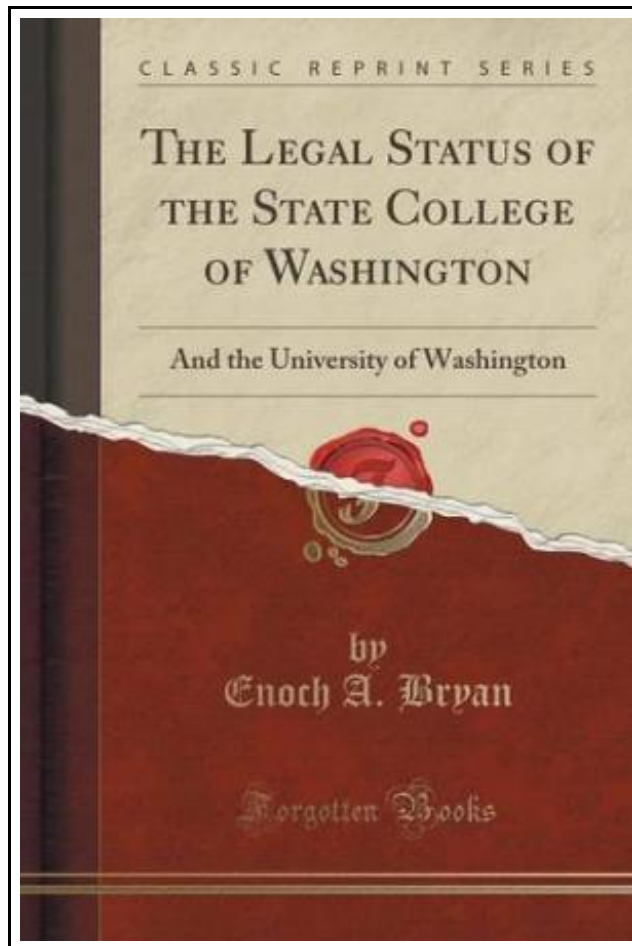 CLASSIC REPRINT SERIES
THE LEGAL STATUS OF
THE STATE COLLEGE
OF WASHINGTON
And the University of Washington
by
Enoch A. Bryan
Forgotten Books